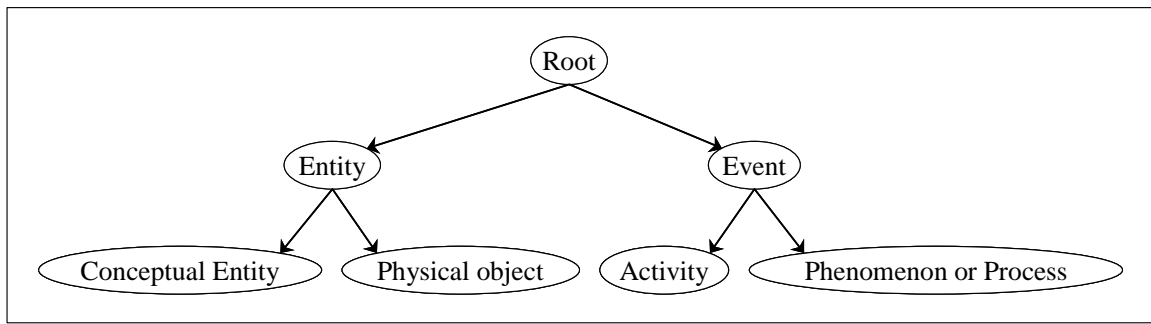 Root
Entity
Event
Conceptual Entity
Physical object
Activity
Phenomenon or Process